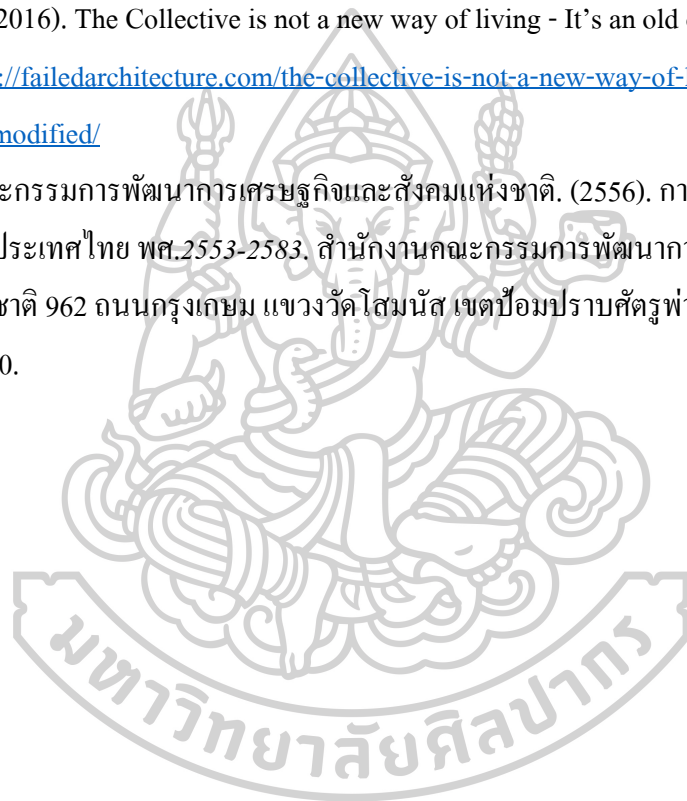 2016). The Collective is not a new way of living - It's an old
://failedarchitecture.com/the-collective-is-not-a-new-way-of-
modified/
ะกรรมการพัฒนาการเศรษฐกิจและสังคมแห่งชาติ. (2556). กา
ประเทศไทย พศ.2553-2583. สำนักงานคณะกรรมการพัฒนากา
ชาติ 962 ถนนกรุงเกษม แขวงวัดโสมนัส เขตป้อมปราบศัตรูพ่า
0.
มหาวิทยาลัยศิลปากร